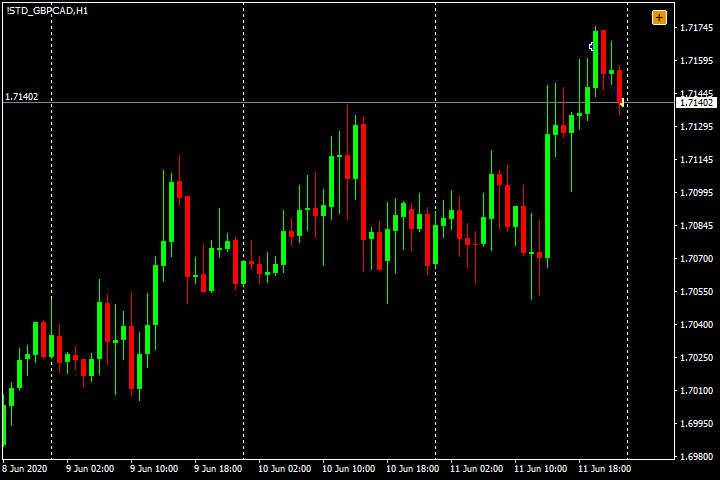 !STD_GBPCAD,H1
1.71745
1.71595
1.71445
1.71402
1.71402
1.71295
1.71145
1.70995
1.70845
1.70700
1.70550
1.70400
1.70250
1.70100
1.69950
1.69800
8 Jun 2020
9 Jun 02:00
9 Jun 10:00
9 Jun 18:00
10 Jun 02:00
10 Jun 10:00
10 Jun 18:00
11 Jun 02:00
11 Jun 10:00
11 Jun 18:00